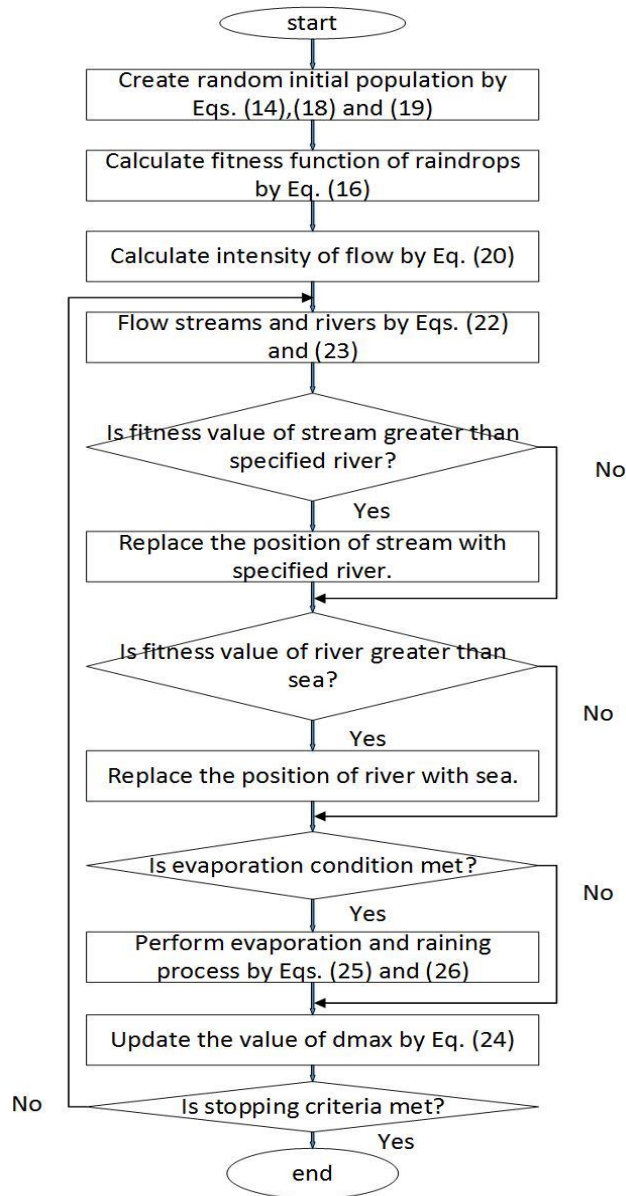 start
Create random initial population by
Eqs. (14),(18) and (19)
Calculate fitness function of raindrops
by Eq. (16)
Calculate intensity of flow by Eq. (20)
Flow streams and rivers by Eqs. (22)
and (23)
Is fitness value of stream greater than
specified river?
No
Yes
Replace the position of stream with
specified river.
Is fitness value of river greater than
sea?
No
Yes
Replace the position of river with sea.
Is evaporation condition met?
No
Yes
Perform evaporation and raining
process by Eqs. (25) and (26)
Update the value of dmax by Eq. (24)
No
Is stopping criteria met?
Yes
end